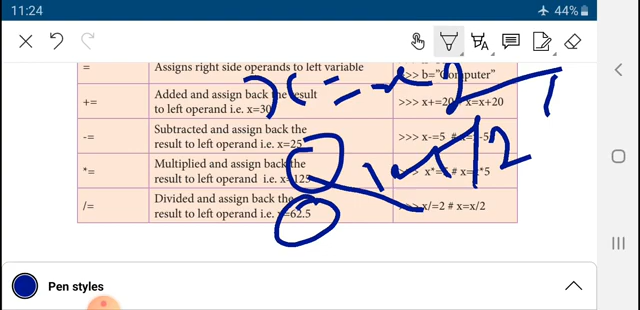 11:24 44%
= Assigns right side operands to left variable
>>> b="Computer"
+= Added and assign back the result to left operand i.e. x=30 >>> x+=20 # x=x+20
-= Subtracted and assign back the result to left operand i.e. x=25 >>> x-=5 # x=x-5
*= Multiplied and assign back the result to left operand i.e. x=125 >>> x*=5 # x=x*5
/= Divided and assign back the result to left operand i.e. x=62.5 >>> x/=2 # x=x/2
Pen styles